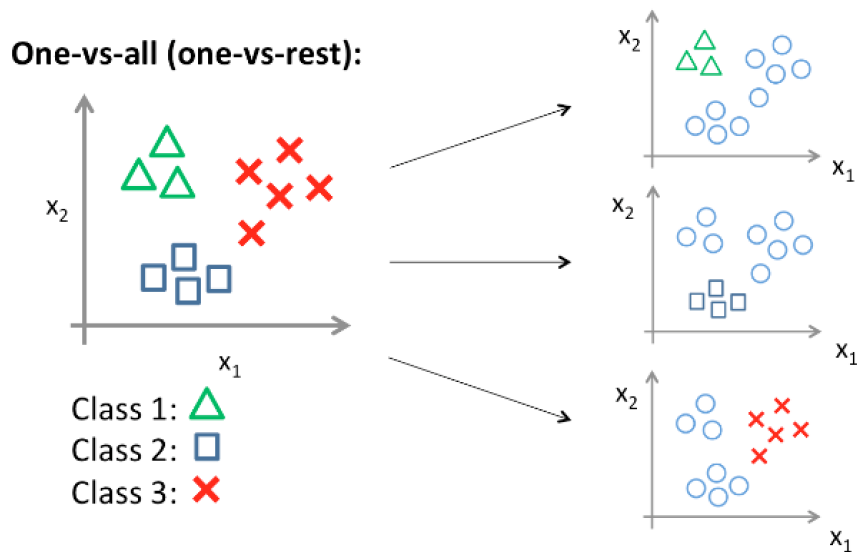 One-vs-all (one-vs-rest):
x2
x1
Class 1:
Class 2:
Class 3:
x2
x1
x2
x1
x2
x1